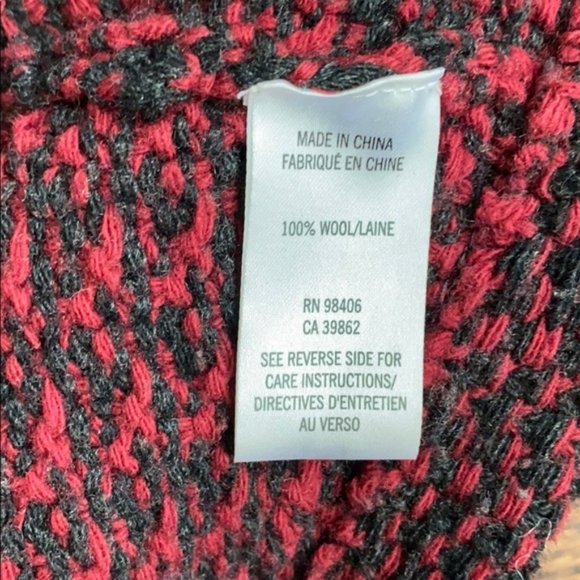 MADE IN CHINA
FABRIQUÉ EN CHINE
100% WOOL/LAINE
RN 98406
CA 39862
SEE REVERSE SIDE FOR
CARE INSTRUCTIONS/
DIRECTIVES D'ENTRETIEN
AU VERSO